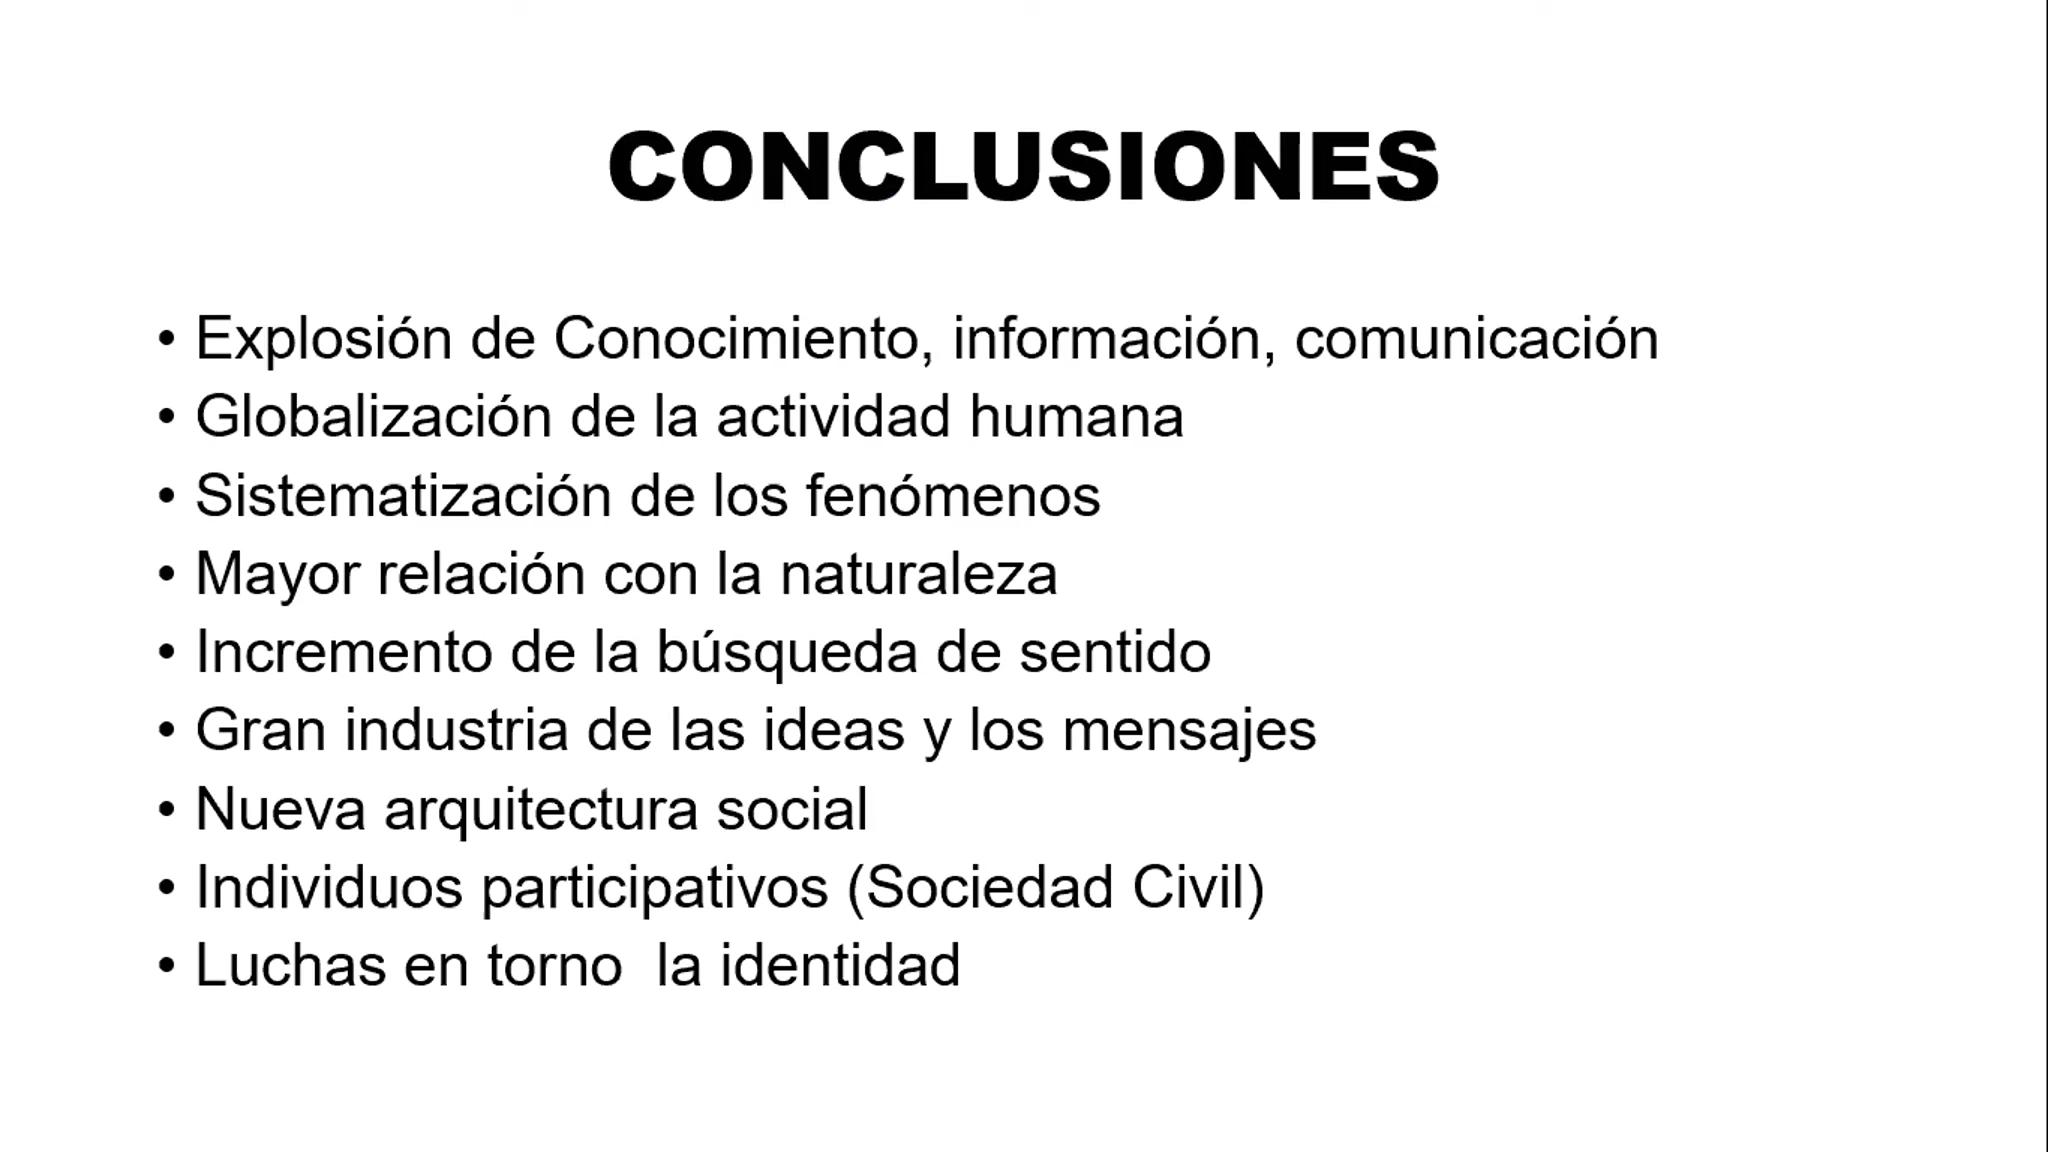 CONCLUSIONES
• Explosión de Conocimiento, información, comunicación
• Globalización de la actividad humana
• Sistematización de los fenómenos
• Mayor relación con la naturaleza
• Incremento de la búsqueda de sentido
• Gran industria de las ideas y los mensajes
• Nueva arquitectura social
• Individuos participativos (Sociedad Civil)
• Luchas en torno  la identidad